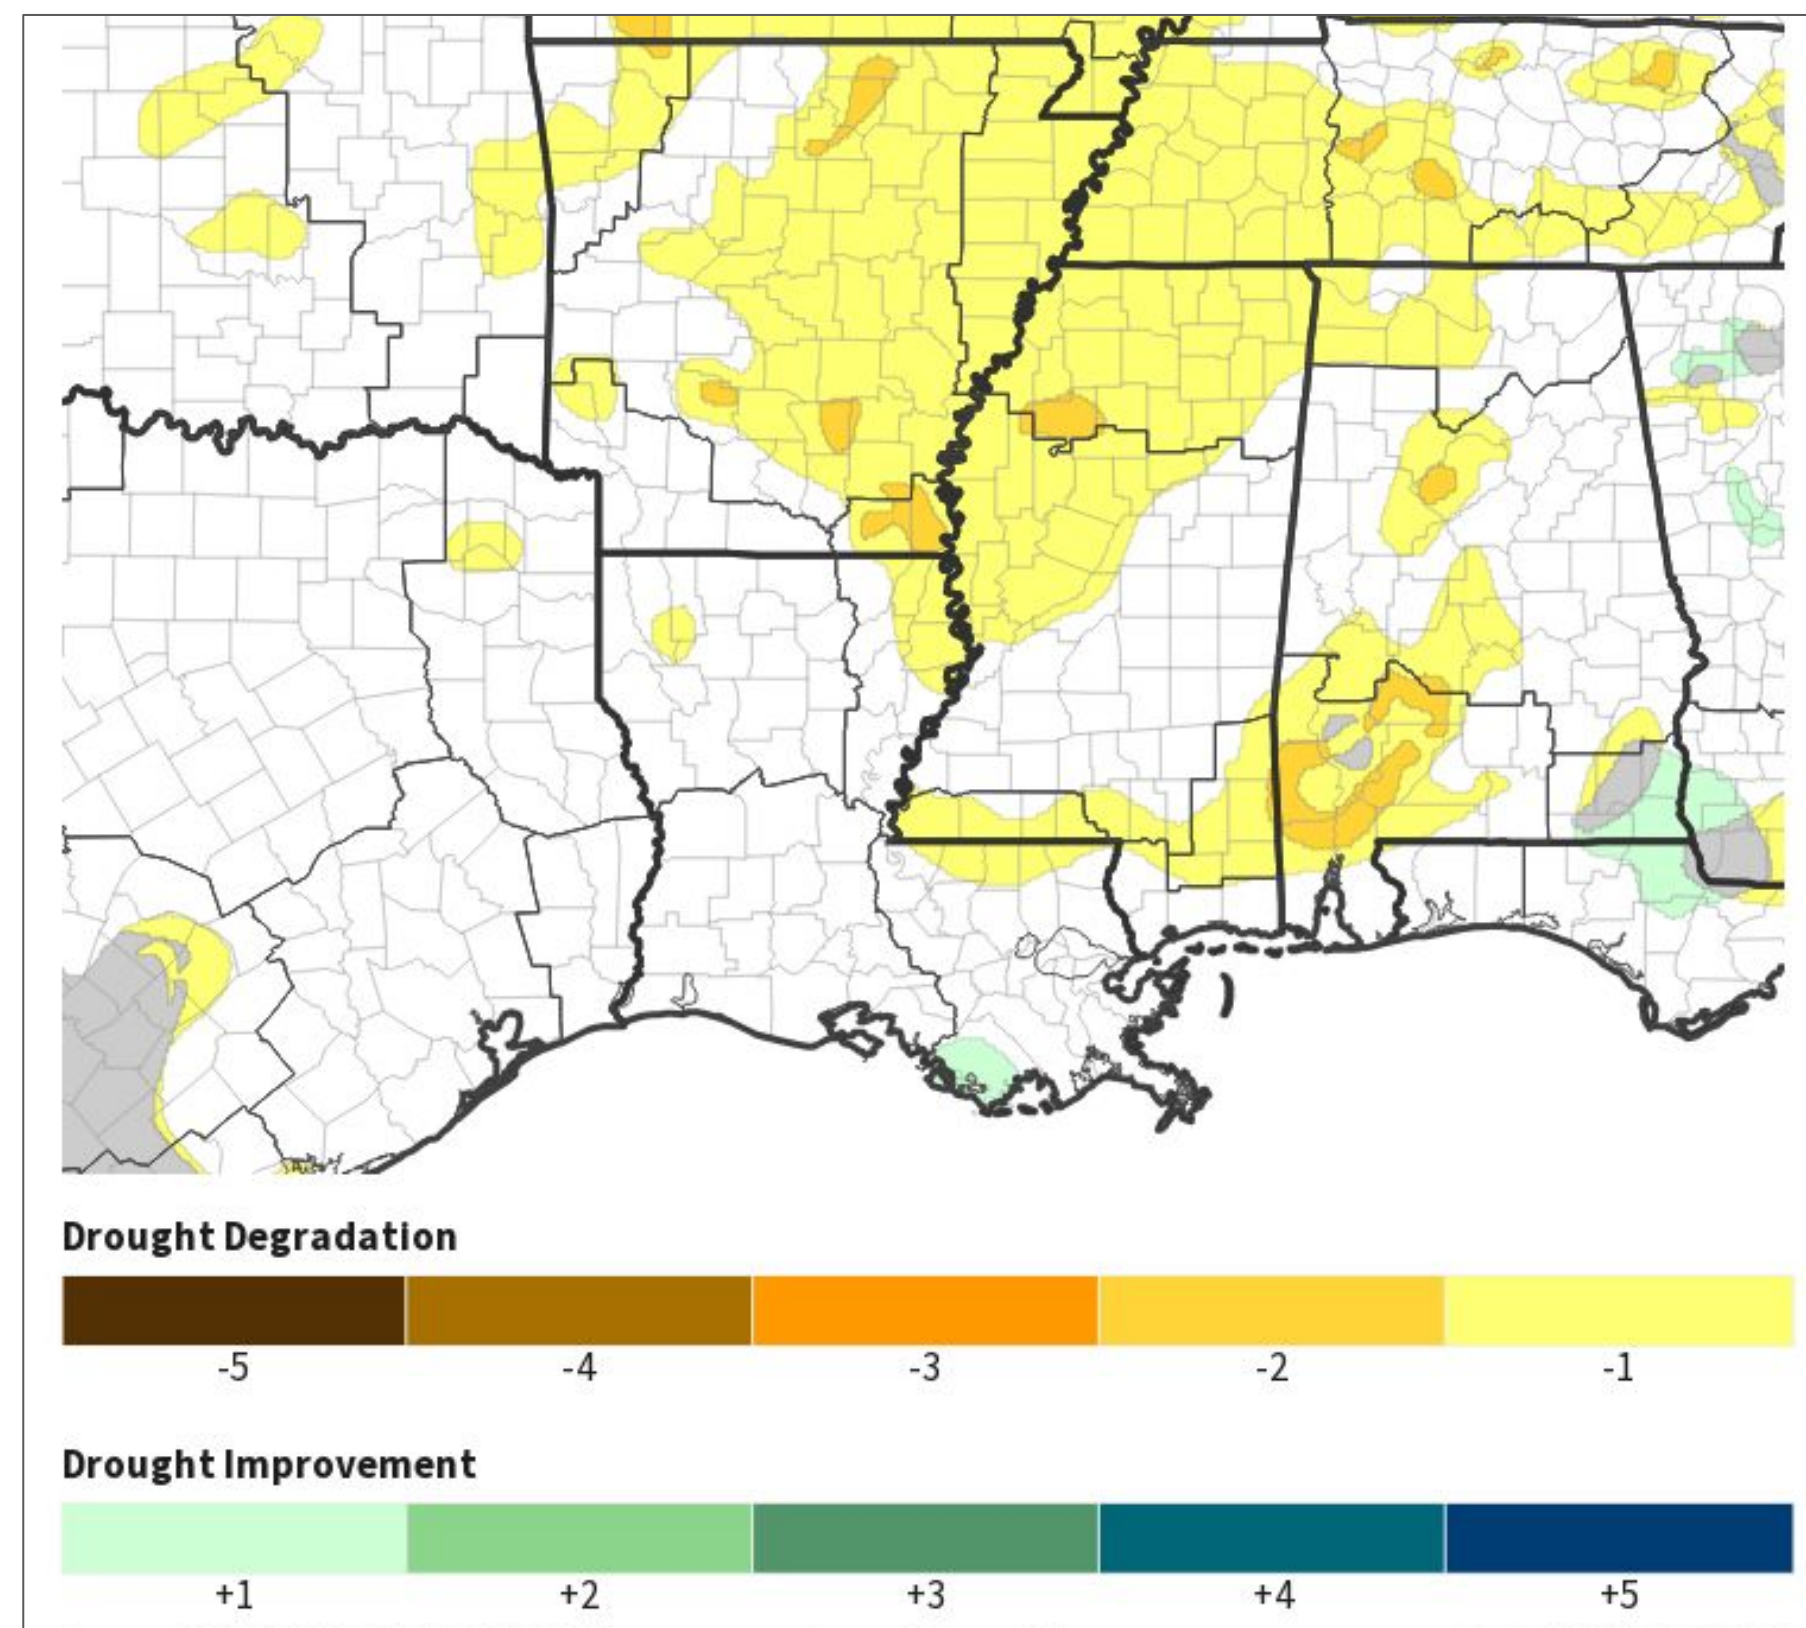 Drought Degradation
-5 -4 -3 -2 -1
Drought Improvement
+1 +2 +3 +4 +5